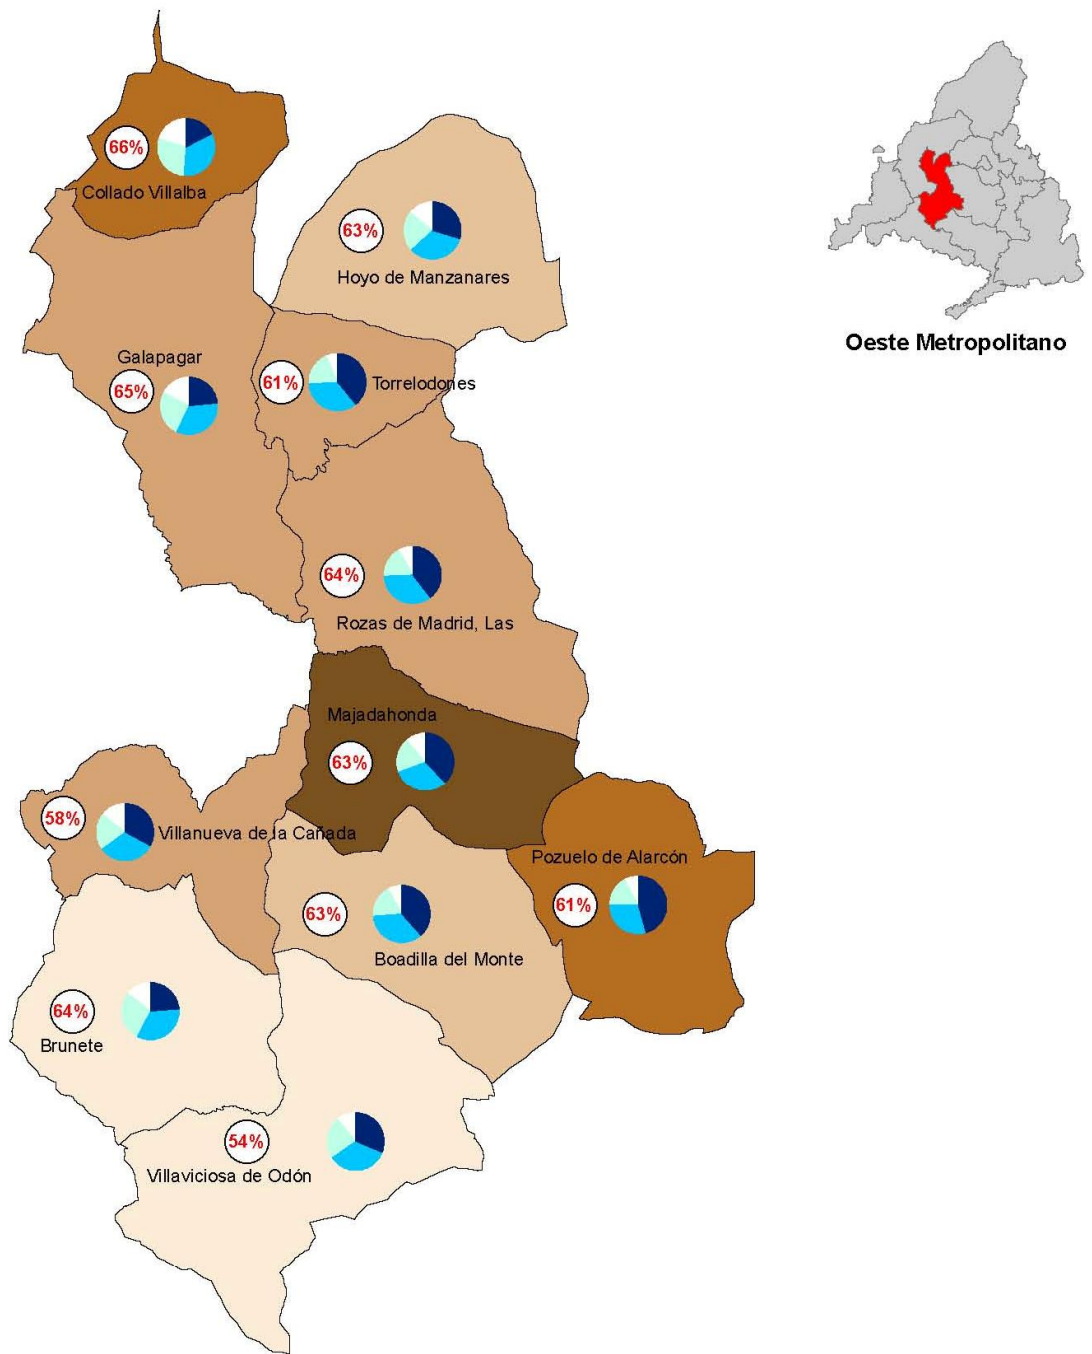 66%
Collado Villalba
63%
Hoyo de Manzanares
Oeste Metropolitano
Galapagar
65%
61%
Torrelodones
64%
Rozas de Madrid, Las
Majadahonda
63%
58%
Villanueva de la Cañada
Pozuelo de Alarcón
61%
63%
Boadilla del Monte
64%
Brunete
54%
Villaviciosa de Odón